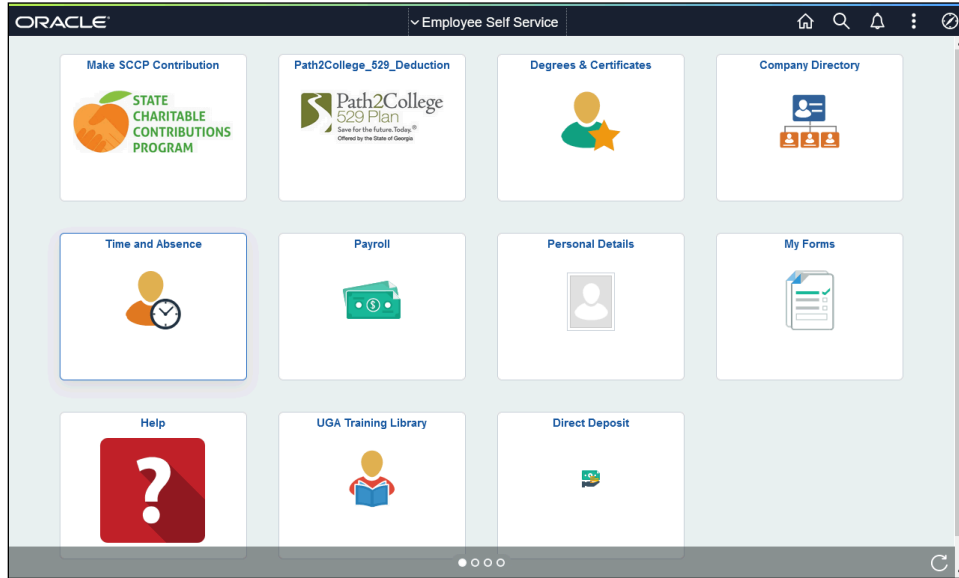 ORACLE
Employee Self Service
Make SCCP Contribution
STATE
CHARITABLE
CONTRIBUTIONS
PROGRAM
Path2College_529_Deduction
Path2College
529 Plan
Save for the future. Today.®
Offered by the State of Georgia
Degrees & Certificates
Company Directory
Time and Absence
Payroll
$
Personal Details
My Forms
Help
?
UGA Training Library
Direct Deposit